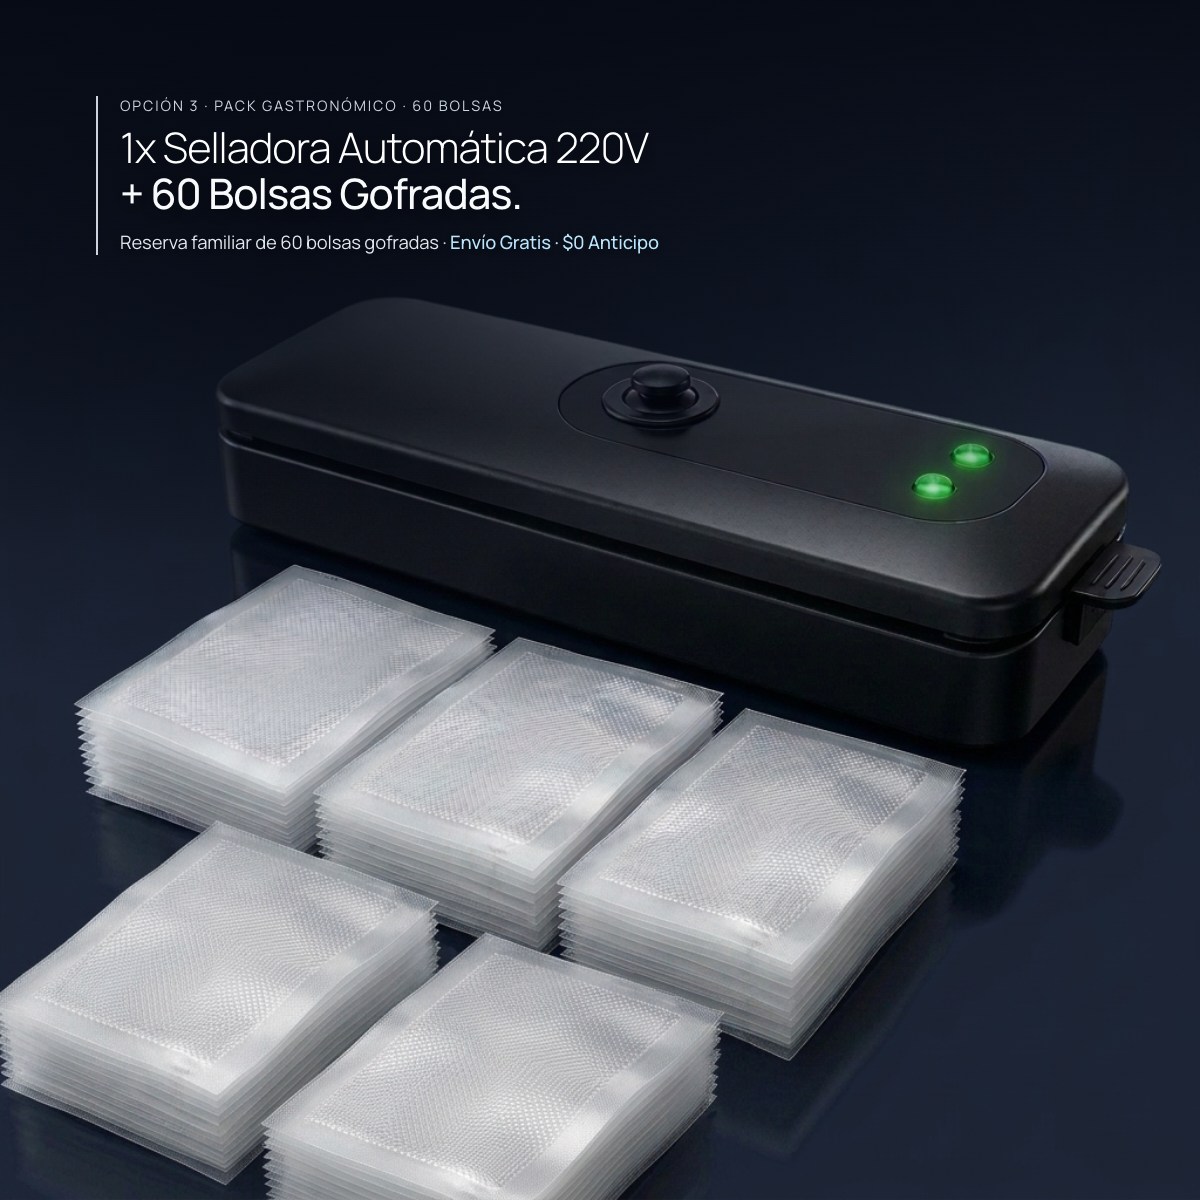 OPCIÓN 3 · PACK GASTRONÓMICO · 60 BOLSAS
1x Selladora Automática 220V
+ 60 Bolsas Gofradas.
Reserva familiar de 60 bolsas gofradas · Envío Gratis · $0 Anticipo